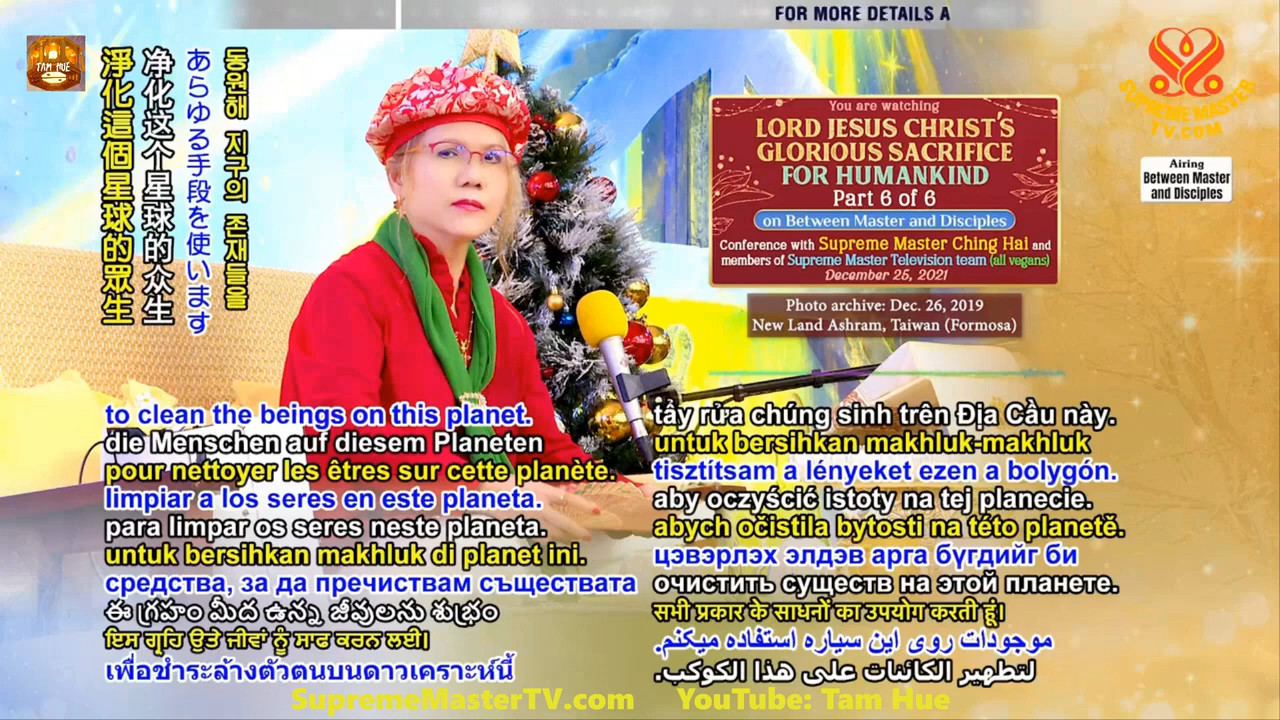 FOR MORE DETAILS A
TAM HUE
동원해 지구의 존재들을
あらゆる手段を使います
净化这个星球的众生
淨化這個星球的眾生
SUPREME MASTER
TV.COM
You are watching
LORD JESUS CHRIST'S
GLORIOUS SACRIFICE
FOR HUMANKIND
Part 6 of 6
on Between Master and Disciples
Conference with Supreme Master Ching Hai and
members of Supreme Master Television team (all vegans)
December 25, 2021
Airing
Between Master
and Disciples
Photo archive: Dec. 26, 2019
New Land Ashram, Taiwan (Formosa)
to clean the beings on this planet.
die Menschen auf diesem Planeten
pour nettoyer les êtres sur cette planète.
limpiar a los seres en este planeta.
para limpar os seres neste planeta.
untuk bersihkan makhluk di planet ini.
средства, за да пречиствам съществата
ఈ గ్రహం మీద ఉన్న జీవులను శుభ్రం
ਇਸ ਗ੍ਰਹਿ ਉਤੇ ਜੀਵਾਂ ਨੂੰ ਸਾਫ ਕਰਨ ਲਈ।
เพื่อชำระล้างตัวตนบนดาวเคราะห์นี้
tẩy rửa chúng sinh trên Địa Cầu này.
untuk bersihkan makhluk-makhluk
tisztítsam a lényeket ezen a bolygón.
aby oczyścić istoty na tej planecie.
abych očistila bytosti na této planetě.
цэвэрлэх элдэв арга бүгдийг би
очистить существ на этой планете.
सभी प्रकार के साधनों का उपयोग करती हूं।
موجودات روی این سیاره استفاده میکنم.
لتطهير الكائنات على هذا الكوكب.
SupremeMasterTV.com YouTube: Tam Hue